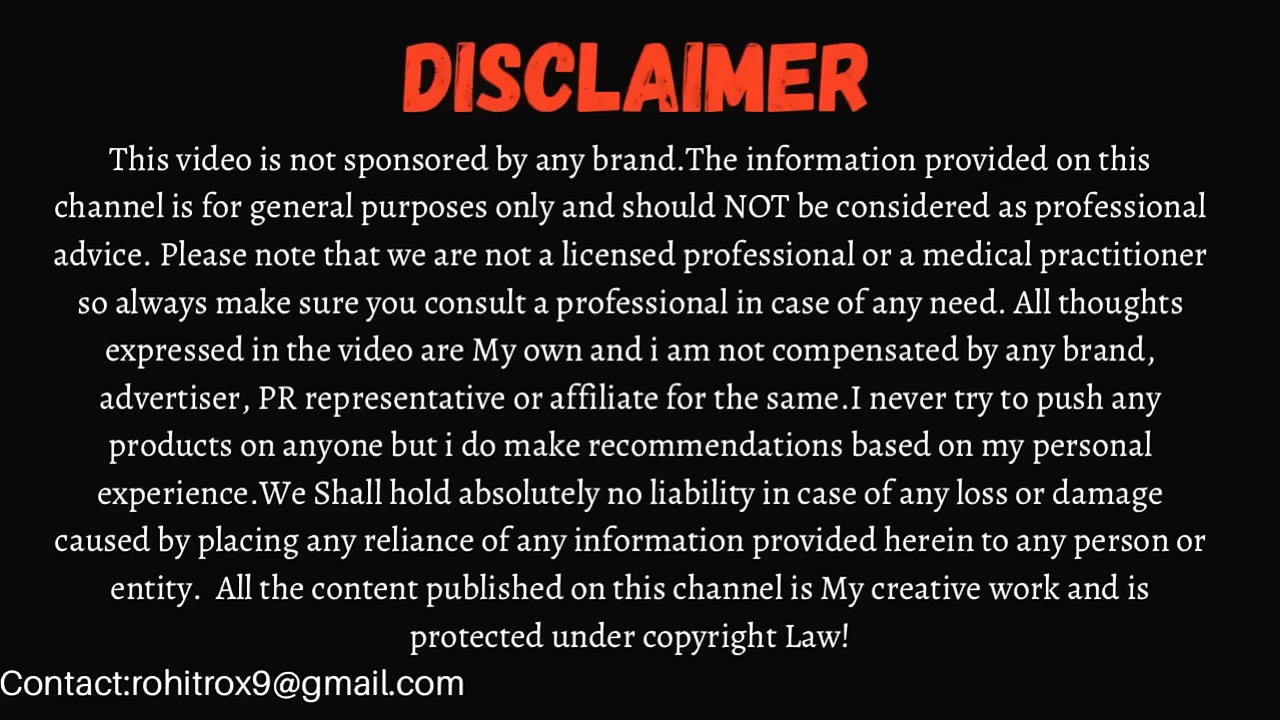 DISCLAIMER
This video is not sponsored by any brand.The information provided on this
channel is for general purposes only and should NOT be considered as professional
advice. Please note that we are not a licensed professional or a medical practitioner
so always make sure you consult a professional in case of any need. All thoughts
expressed in the video are My own and i am not compensated by any brand,
advertiser, PR representative or affiliate for the same.I never try to push any
products on anyone but i do make recommendations based on my personal
experience.We Shall hold absolutely no liability in case of any loss or damage
caused by placing any reliance of any information provided herein to any person or
entity.  All the content published on this channel is My creative work and is
protected under copyright Law!
Contact:rohitrox9@gmail.com